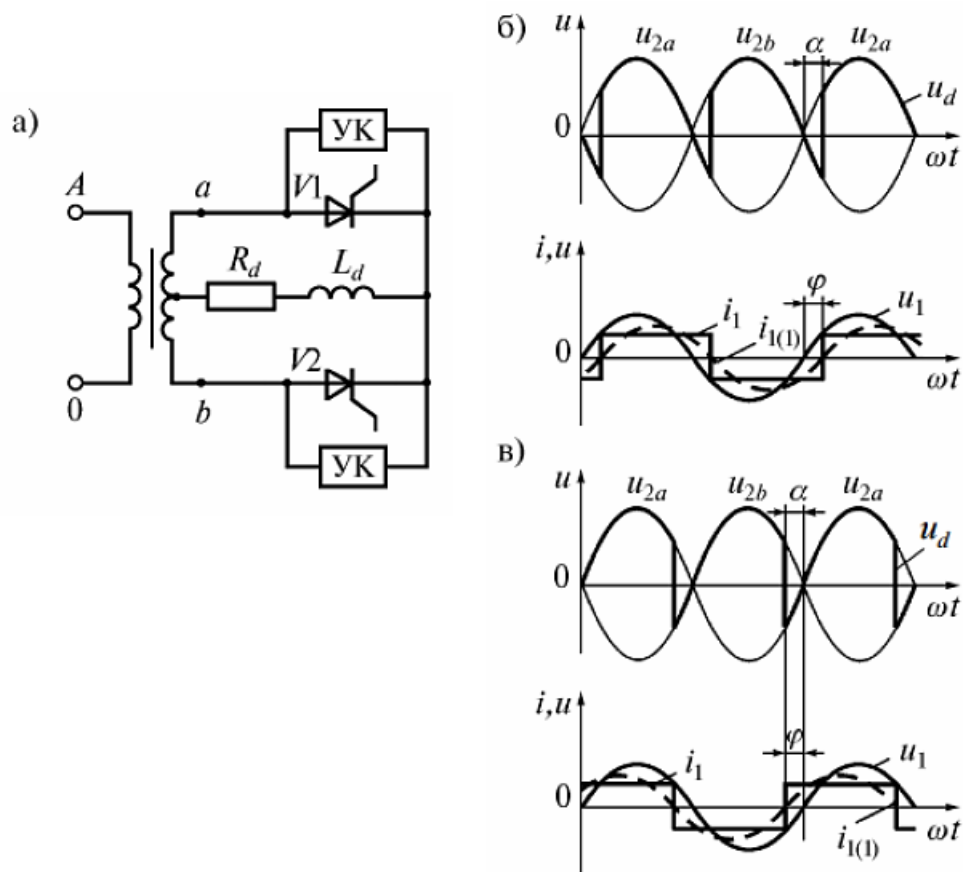 а)
УК
A
a
V1
R_d
L_d
V2
0
b
УК
б)
u
u_2a
u_2b
α
u_2a
u_d
0
ωt
i,u
φ
i_1
i_1(1)
u_1
0
ωt
в)
u
u_2a
u_2b
α
u_2a
u_d
0
ωt
i,u
φ
i_1
u_1
0
i_1(1)
ωt